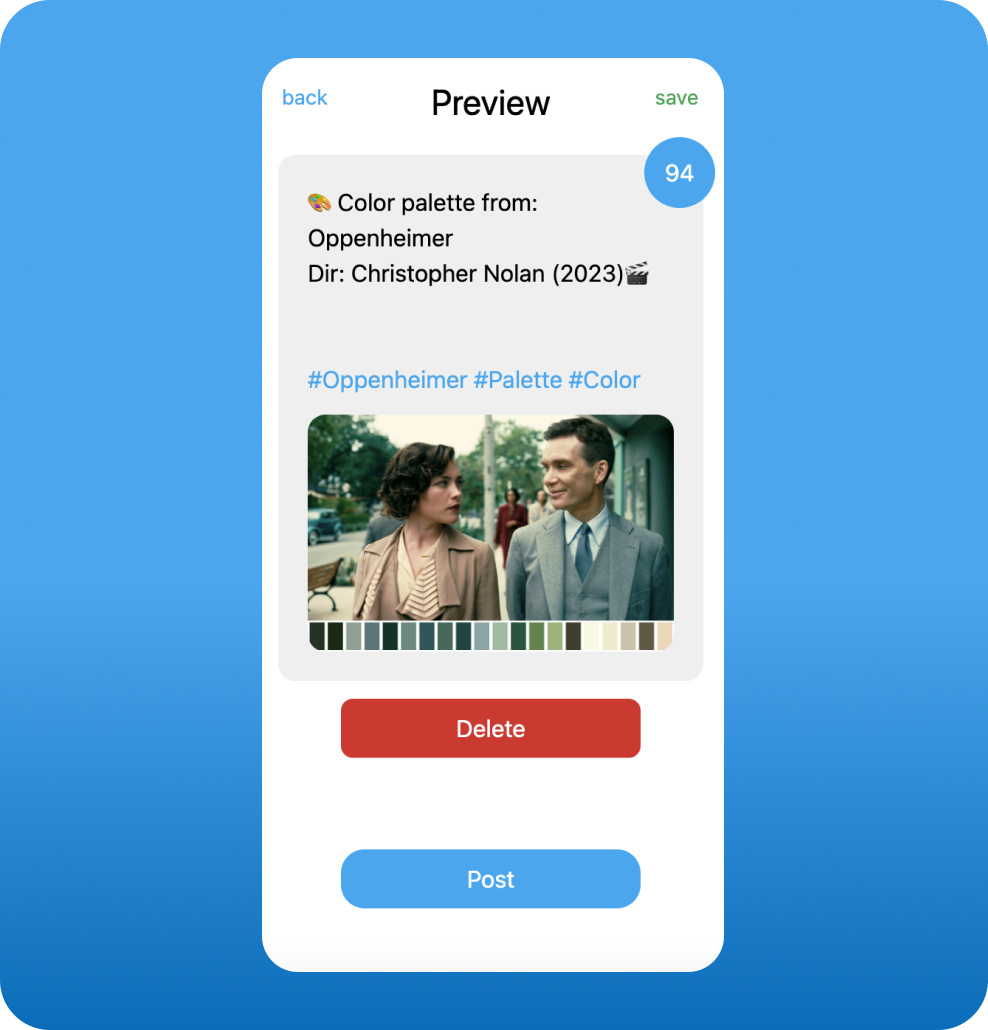 back
Preview
save
94
🎨 Color palette from:
Oppenheimer
Dir: Christopher Nolan (2023)🎬
#Oppenheimer #Palette #Color
Delete
Post